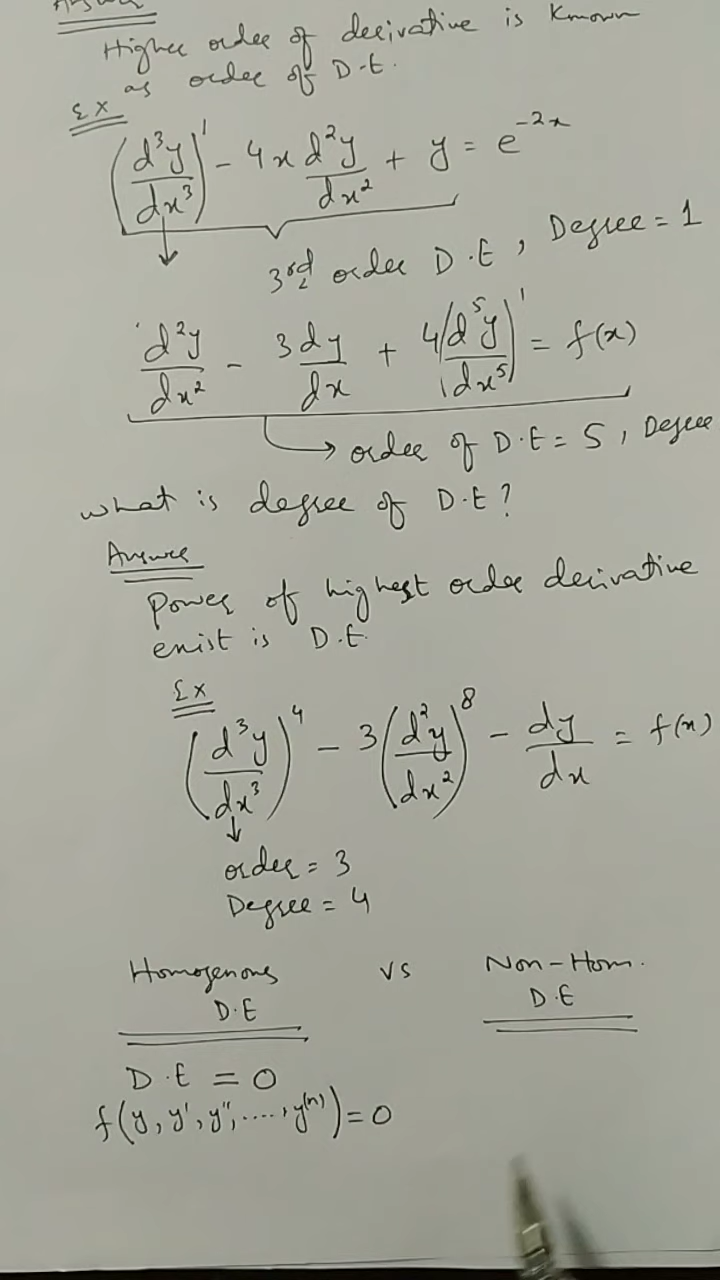 Answer
Higher order of derivative is known
as order of D.E.
Ex
(d³y/dx³)¹ - 4x d²y/dx² + y = e⁻²ˣ
3rd order D.E, Degree = 1
d²y/dx² - 3dy/dx + 4(d⁵y/dx⁵)¹ = f(x)
order of D.E = 5, Degree
what is degree of D.E?
Answer
Power of highest order derivative
exist is D.E.
Ex
(d³y/dx³)⁴ - 3(d²y/dx²)⁸ - dy/dx = f(x)
order = 3
Degree = 4
Homogenous vs Non-Hom.
D.E D.E
D.E = 0
f(y, y', y'', ...., y⁽ⁿ⁾) = 0